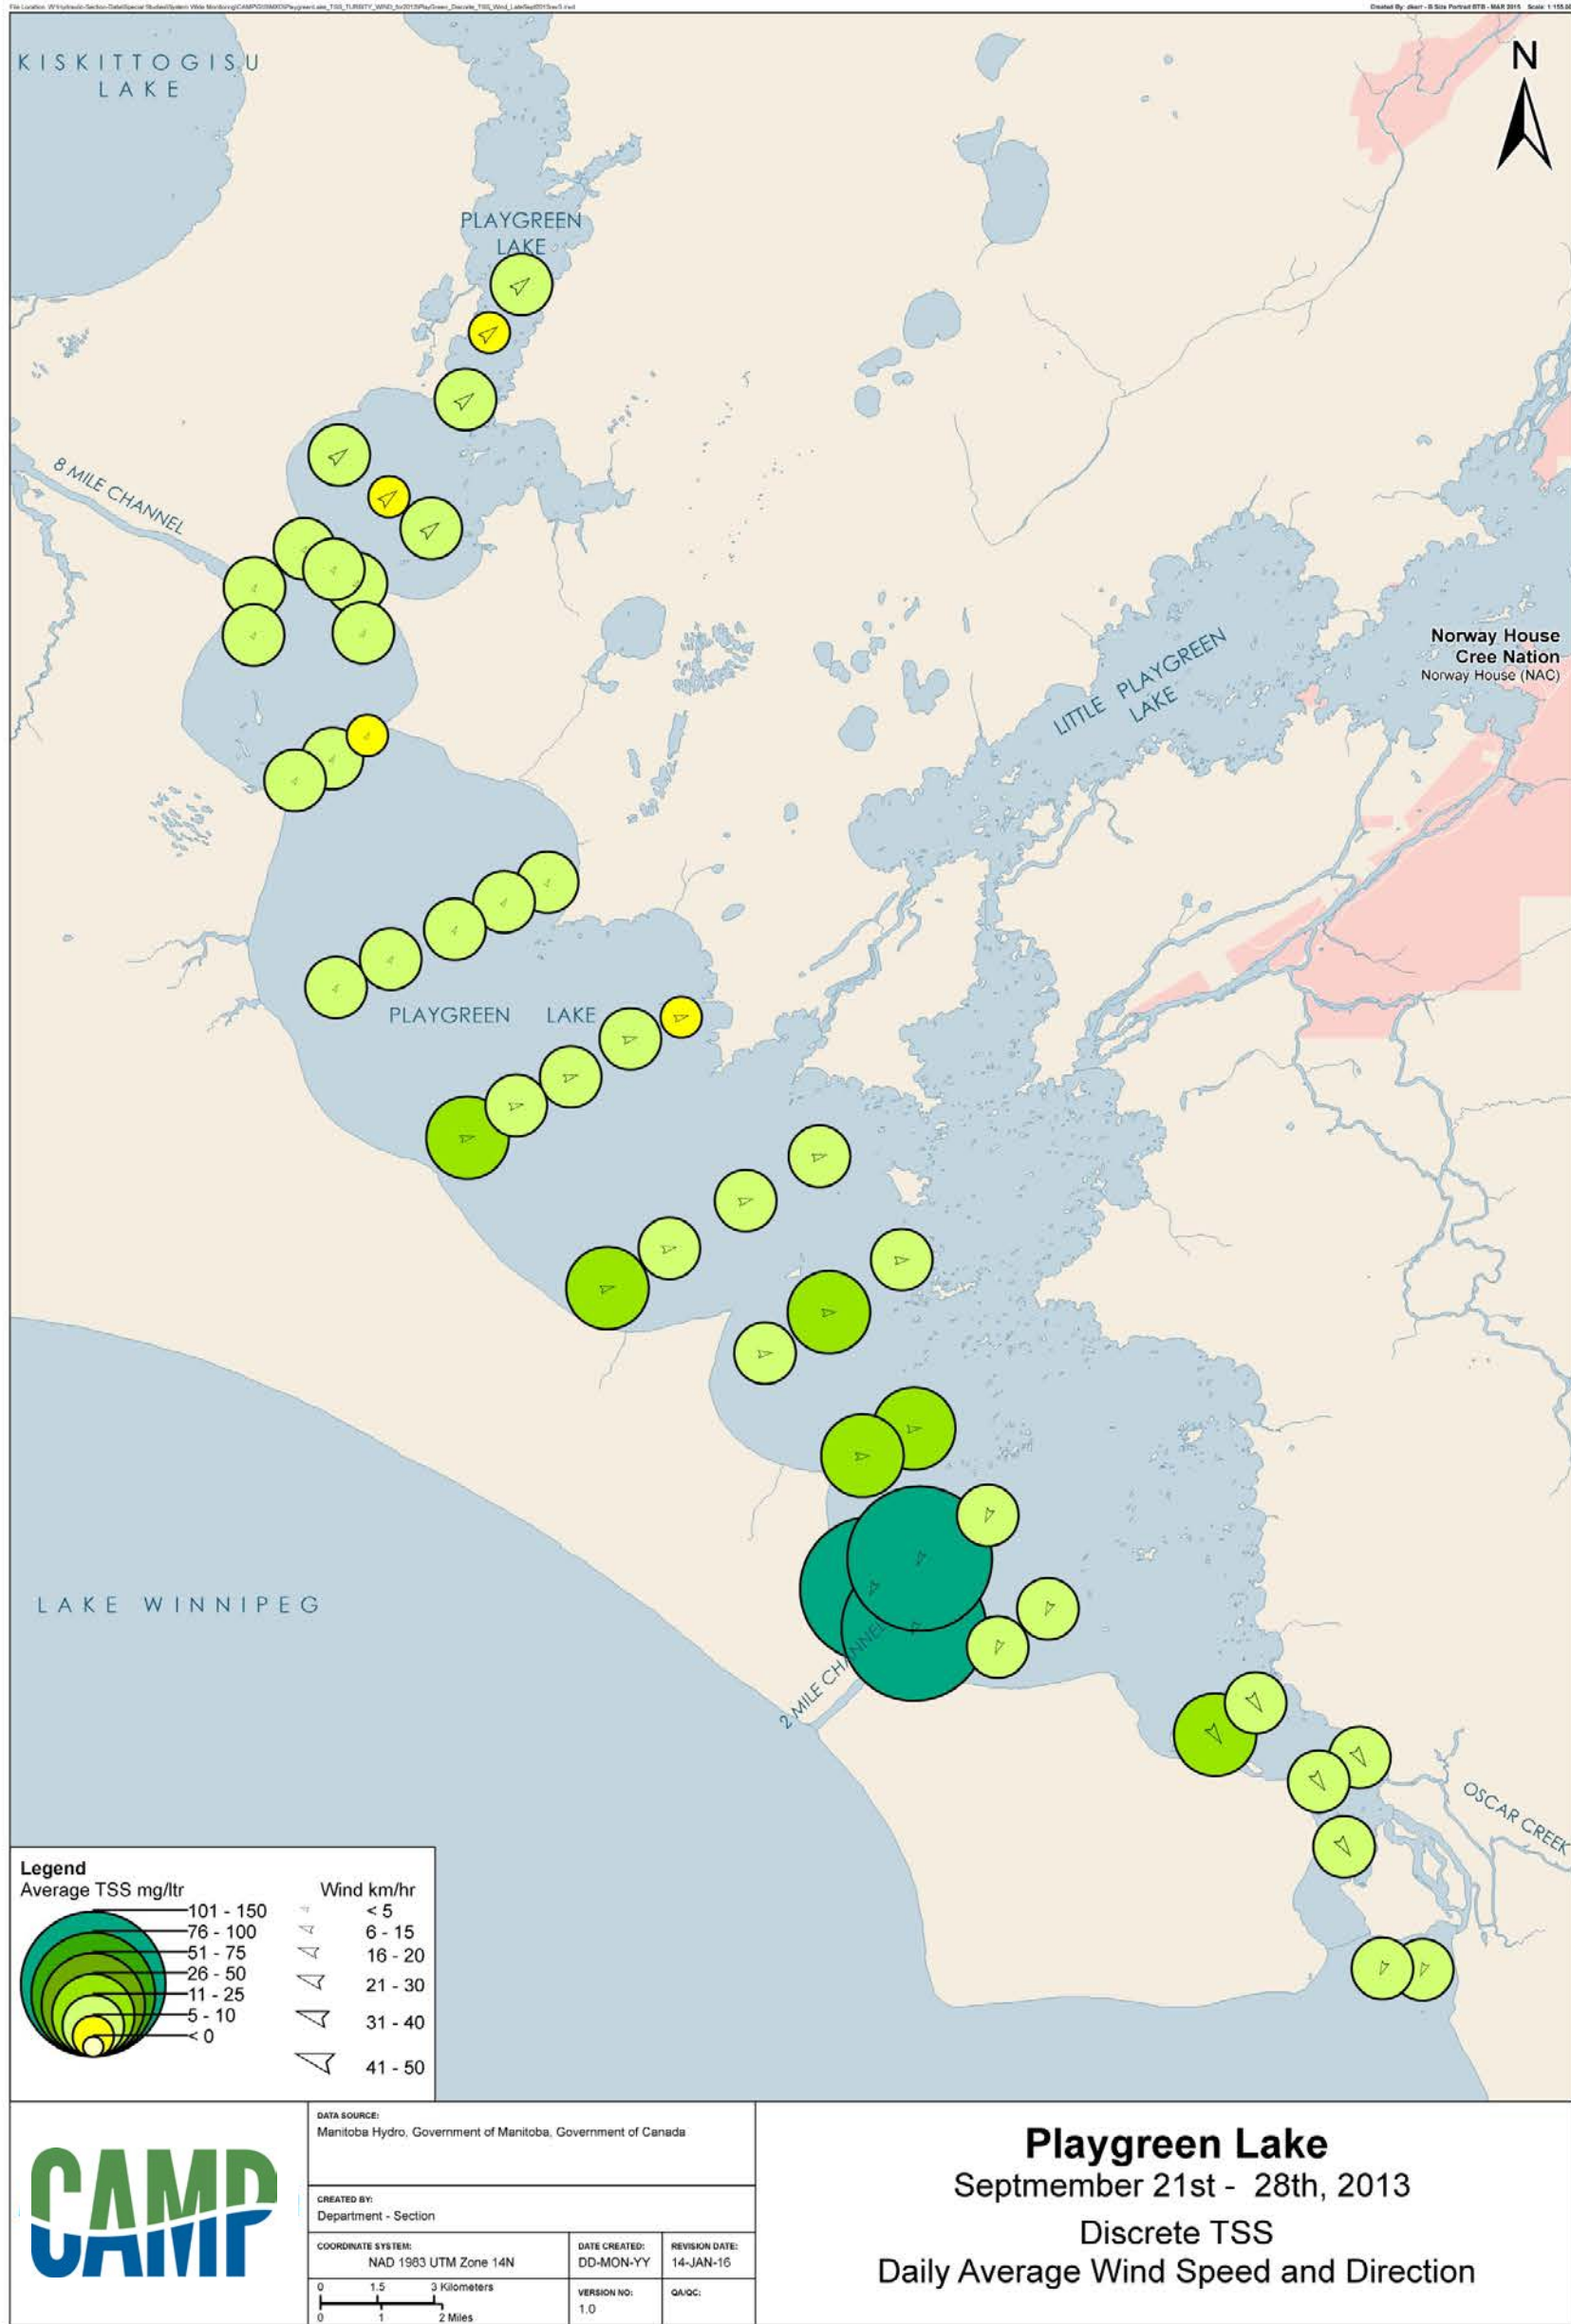 KISKITTOGISU
LAKE
N
PLAYGREEN
LAKE
8 MILE CHANNEL
Norway House
Cree Nation
Norway House (NAC)
LITTLE PLAYGREEN
LAKE
PLAYGREEN LAKE
LAKE WINNIPEG
2 MILE CHANNEL
OSCAR CREEK
Legend
Average TSS mg/ltr
101 - 150
76 - 100
51 - 75
26 - 50
11 - 25
5 - 10
< 0
Wind km/hr
< 5
6 - 15
16 - 20
21 - 30
31 - 40
41 - 50
CAMP
DATA SOURCE:
Manitoba Hydro, Government of Manitoba, Government of Canada
CREATED BY:
Department - Section
COORDINATE SYSTEM:
NAD 1983 UTM Zone 14N
DATE CREATED:
DD-MON-YY
REVISION DATE:
14-JAN-16
0 1.5 3 Kilometers
0 1 2 Miles
VERSION NO:
1.0
QA/QC:
Playgreen Lake
Septmember 21st - 28th, 2013
Discrete TSS
Daily Average Wind Speed and Direction